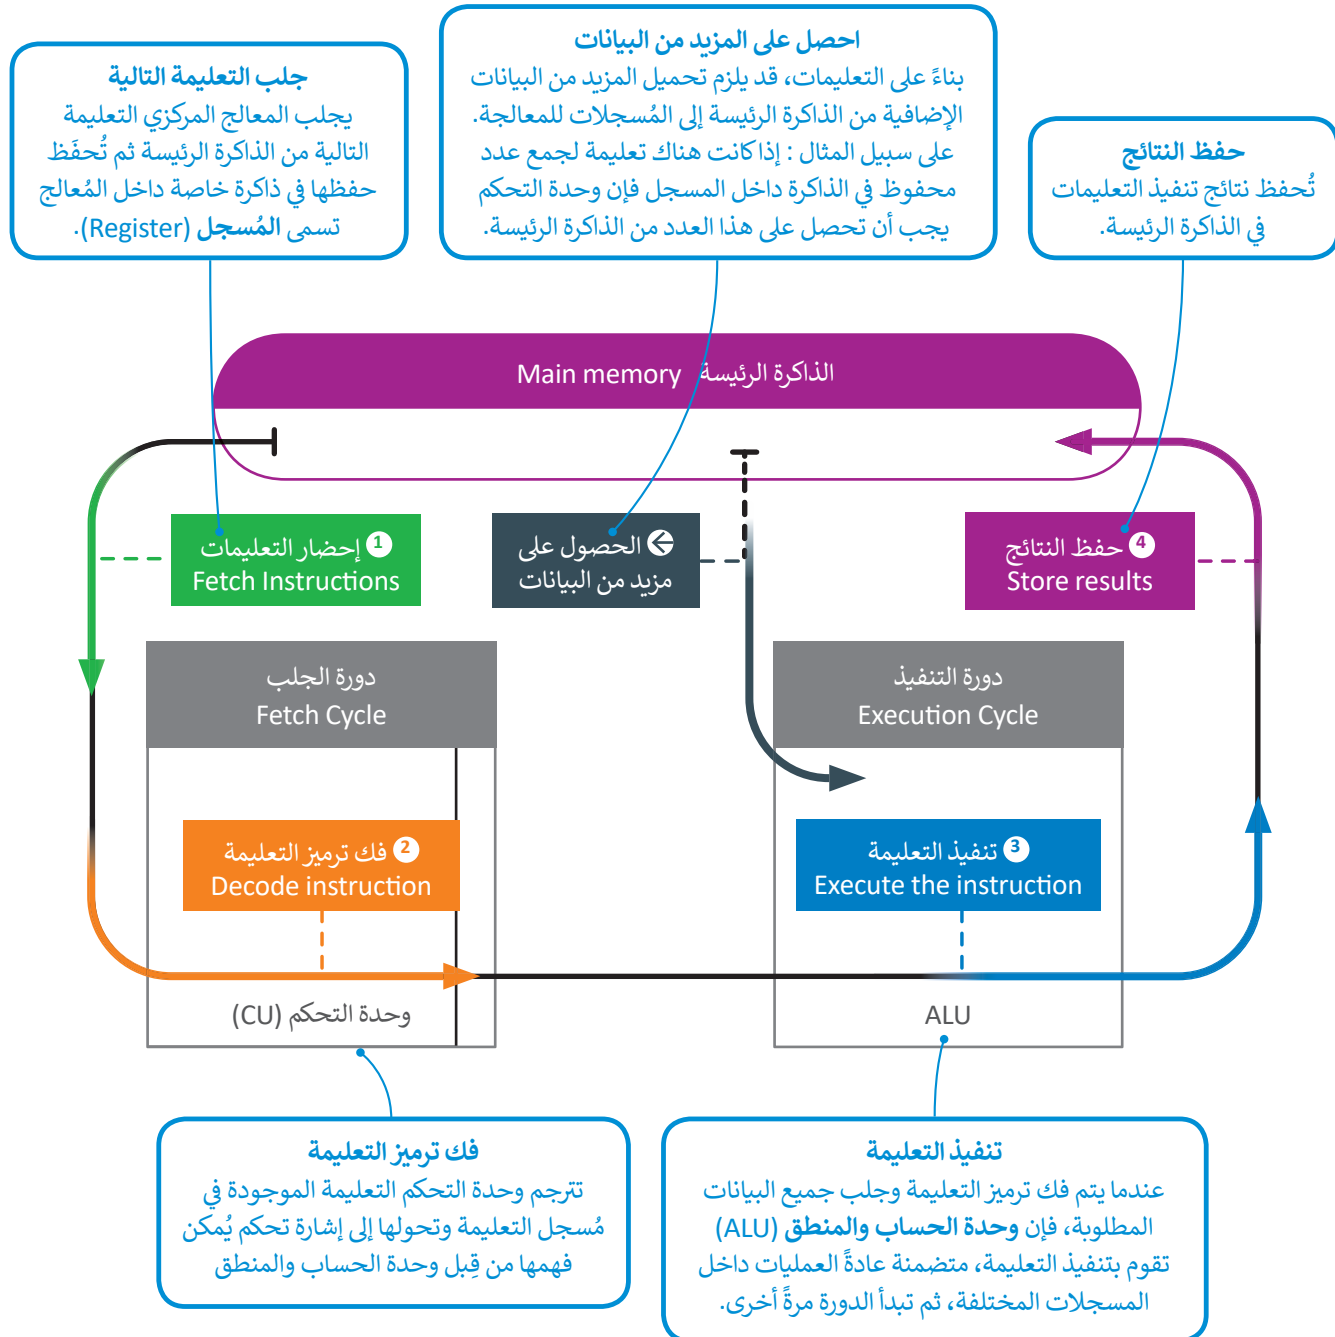 جلب التعليمة التالية
يجلب المعالج المركزي التعليمة
التالية من الذاكرة الرئيسة ثم تُحفَظ
حفظها في ذاكرة خاصة داخل المُعالج
تسمى المُسجل (Register).
احصل على المزيد من البيانات
بناءً على التعليمات، قد يلزم تحميل المزيد من البيانات
الإضافية من الذاكرة الرئيسة إلى المُسجلات للمعالجة.
على سبيل المثال : إذا كانت هناك تعليمة لجمع عدد
محفوظ في الذاكرة داخل المسجل فإن وحدة التحكم
يجب أن تحصل على هذا العدد من الذاكرة الرئيسة.
حفظ النتائج
تُحفظ نتائج تنفيذ التعليمات
في الذاكرة الرئيسة.
الذاكرة الرئيسة Main memory
1 إحضار التعليمات
Fetch Instructions
الحصول على
مزيد من البيانات
4 حفظ النتائج
Store results
دورة الجلب
Fetch Cycle
دورة التنفيذ
Execution Cycle
2 فك ترميز التعليمة
Decode instruction
3 تنفيذ التعليمة
Execute the instruction
وحدة التحكم (CU)
ALU
فك ترميز التعليمة
تترجم وحدة التحكم التعليمة الموجودة في
مُسجل التعليمة وتحولها إلى إشارة تحكم يُمكن
فهمها من قِبل وحدة الحساب والمنطق
تنفيذ التعليمة
عندما يتم فك ترميز التعليمة وجلب جميع البيانات
المطلوبة، فإن وحدة الحساب والمنطق (ALU)
تقوم بتنفيذ التعليمة، متضمنة عادةً العمليات داخل
المسجلات المختلفة، ثم تبدأ الدورة مرةً أخرى.